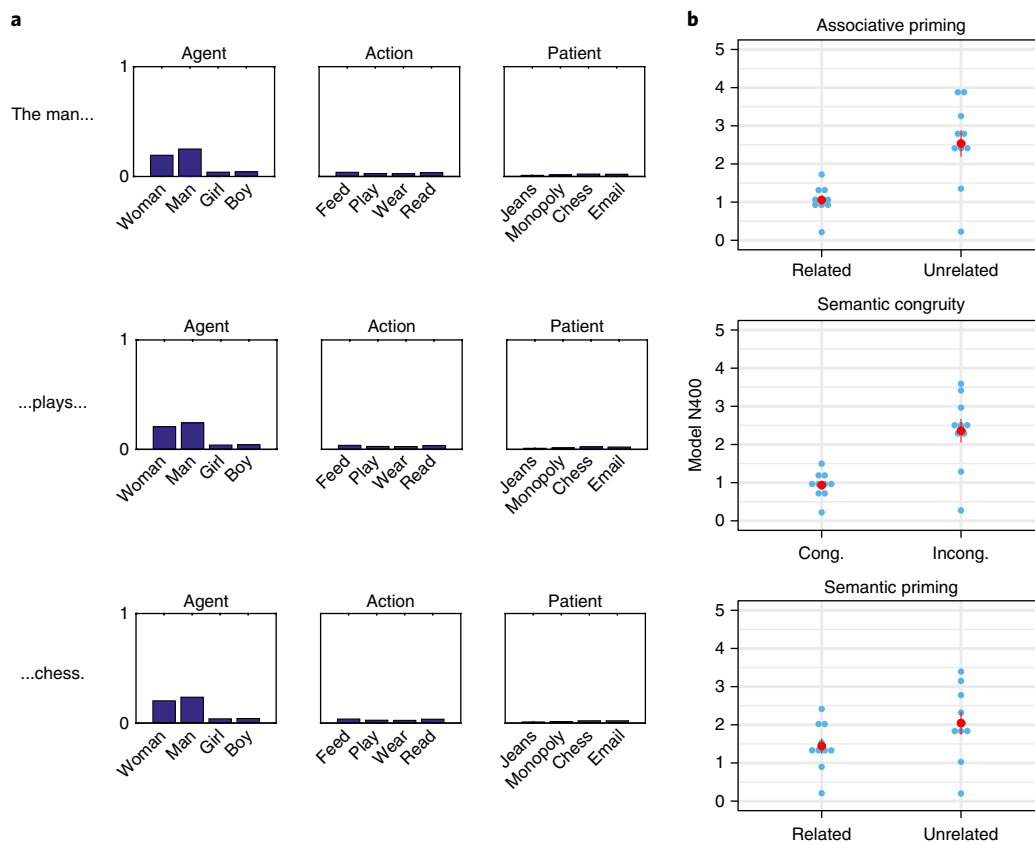 a
Agent Action Patient
1
The man...
0
Woman Man Girl Boy Feed Play Wear Read Jeans Monopoly Chess Email
Agent Action Patient
1
...plays...
0
Woman Man Girl Boy Feed Play Wear Read Jeans Monopoly Chess Email
Agent Action Patient
1
...chess.
0
Woman Man Girl Boy Feed Play Wear Read Jeans Monopoly Chess Email
b
Associative priming
5
4
3
2
1
0
Related Unrelated
Semantic congruity
Model N400
5
4
3
2
1
0
Cong. Incong.
Semantic priming
5
4
3
2
1
0
Related Unrelated